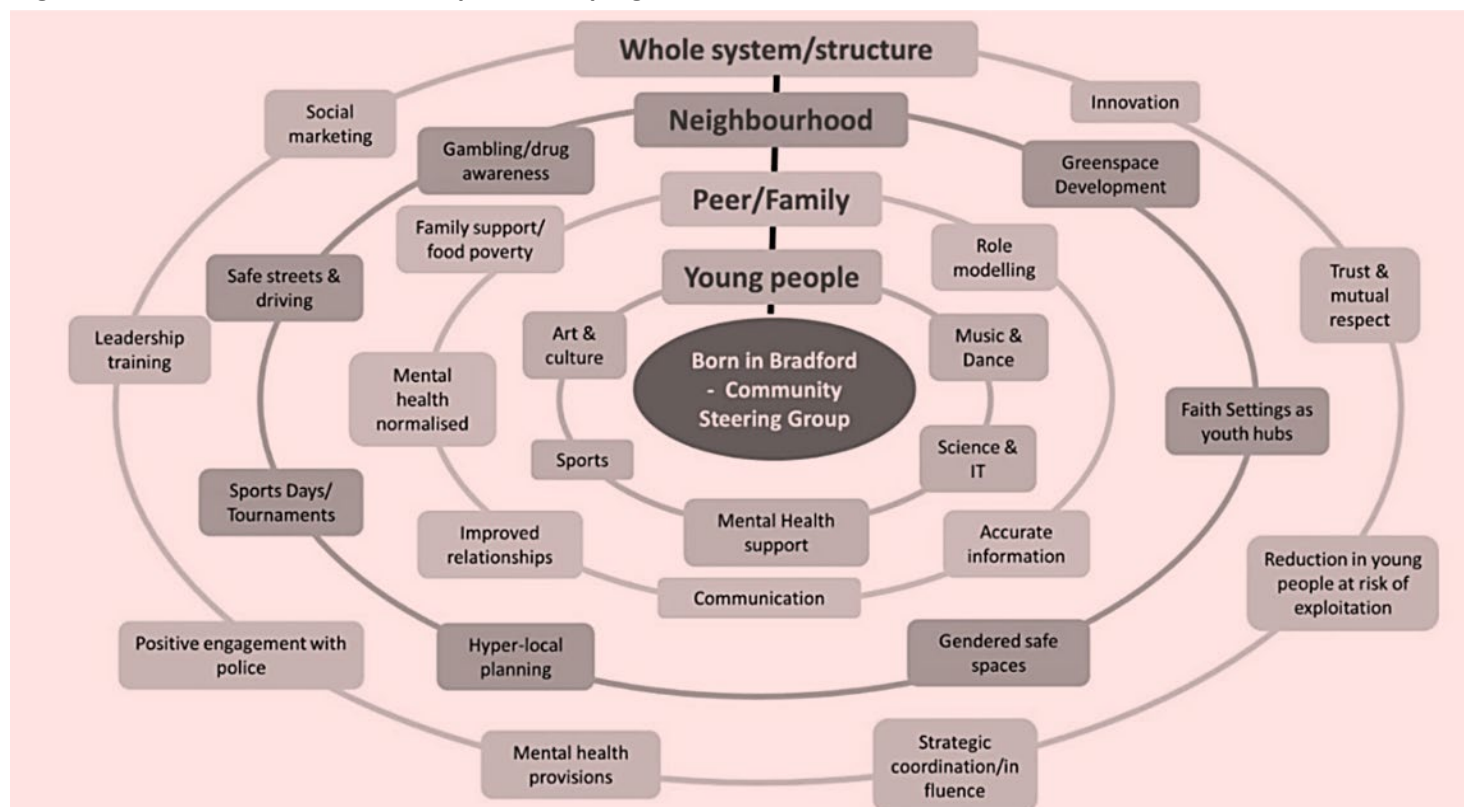 Whole system/structure
Neighbourhood
Peer/Family
Young people
Born in Bradford
- Community
Steering Group
Art &
culture
Music &
Dance
Sports
Science &
IT
Mental Health
support
Family support/
food poverty
Role
modelling
Mental
health
normalised
Improved
relationships
Accurate
information
Communication
Gambling/drug
awareness
Greenspace
Development
Safe streets &
driving
Faith Settings as
youth hubs
Sports Days/
Tournaments
Hyper-local
planning
Gendered safe
spaces
Social
marketing
Innovation
Leadership
training
Trust &
mutual
respect
Positive engagement with
police
Reduction in young
people at risk of
exploitation
Mental health
provisions
Strategic
coordination/in
fluence